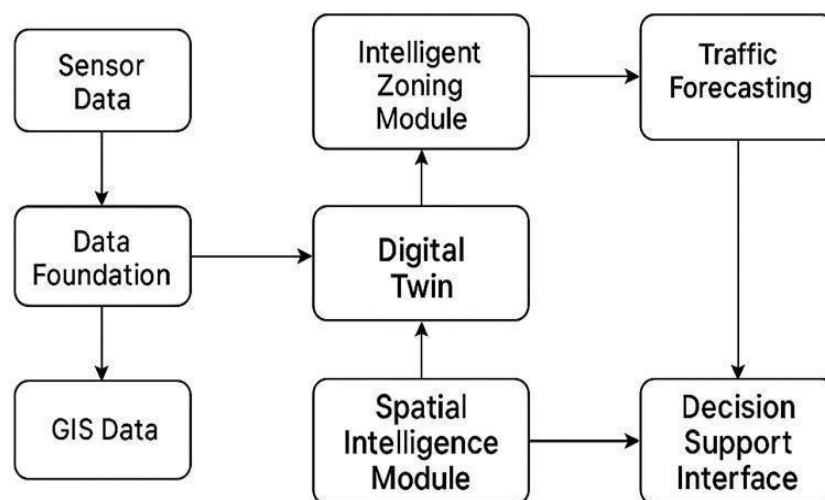 Sensor
Data
Intelligent
Zoning
Module
Traffic
Forecasting
Data
Foundation
Digital
Twin
GIS Data
Spatial
Intelligence
Module
Decision
Support
Interface